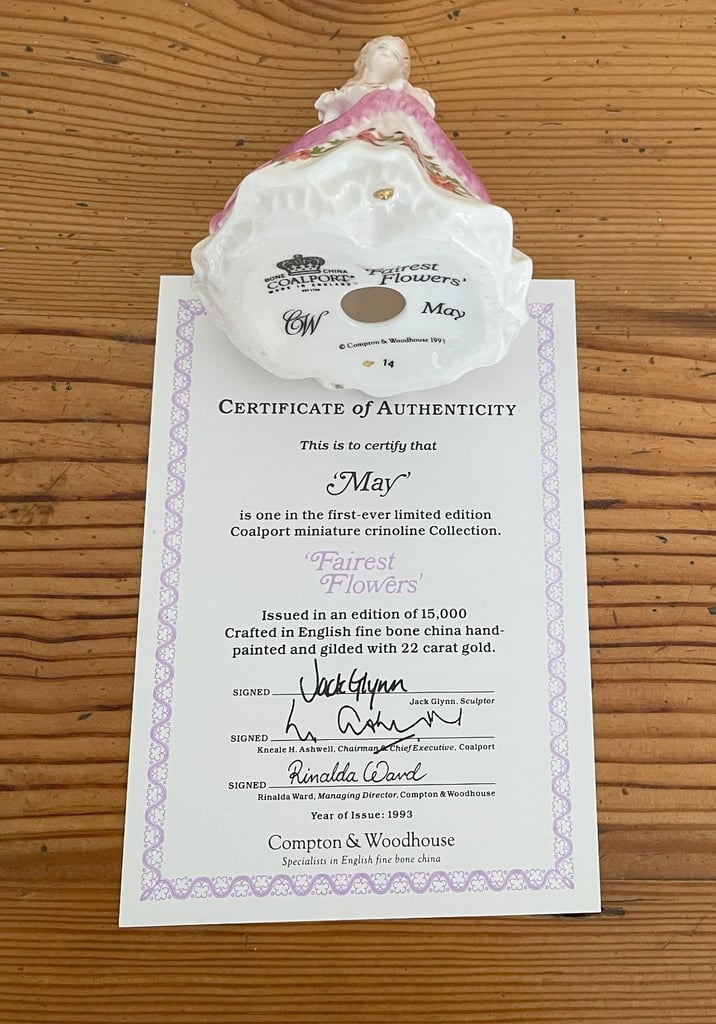 BONE CHINA
COALPORT®
MADE IN ENGLAND
EST 1750
'Fairest
Flowers'
CW
May
© Compton & Woodhouse 1993
14
CERTIFICATE of AUTHENTICITY
This is to certify that
'May'
is one in the first-ever limited edition
Coalport miniature crinoline Collection.
'Fairest
Flowers'
Issued in an edition of 15,000
Crafted in English fine bone china hand-
painted and gilded with 22 carat gold.
SIGNED Jack Glynn
Jack Glynn, Sculptor
SIGNED
Kneale H. Ashwell, Chairman & Chief Executive, Coalport
SIGNED Rinalda Ward
Rinalda Ward, Managing Director, Compton & Woodhouse
Year of Issue: 1993
Compton & Woodhouse
Specialists in English fine bone china